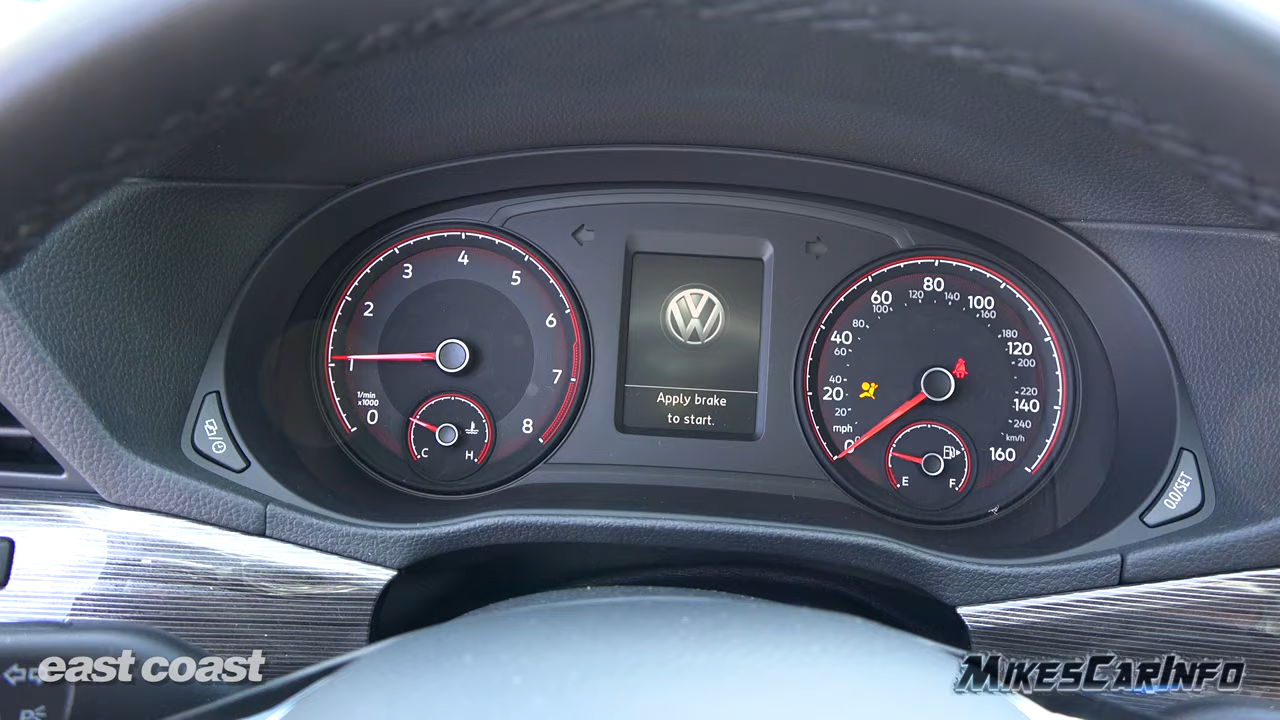 1
2
3
4
5
6
7
8
1/min
x1000
0
C
H
VW
Apply brake
to start.
0
20
40
60
80
100
120
140
160
20
40
60
80
100
120
140
160
180
200
220
240
mph
km/h
E
F
0.0/SET
east coast
MIKESCARINFO